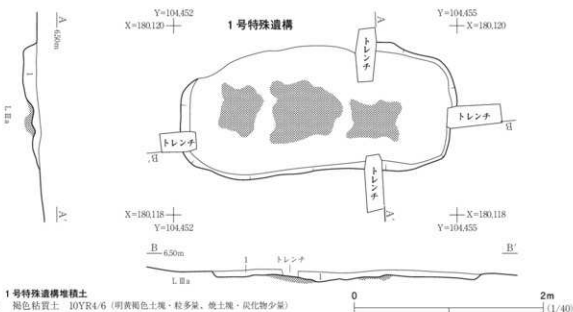 1号特殊遺構
Y=104,452
X=180,120
Y=104,455
X=180,120
A
6.50m
1
L Ⅲa
A'
A
トレンチ
トレンチ
B
トレンチ
B'
トレンチ
A'
X=180,118
Y=104,452
X=180,118
Y=104,455
B 6.50m
1
トレンチ
B'
L Ⅲa
1
1号特殊遺構堆積土
褐色粘質土 10YR4/6 (明黄褐色土塊・粒多量、焼土塊・炭化物少量)
0
2m
(1/40)